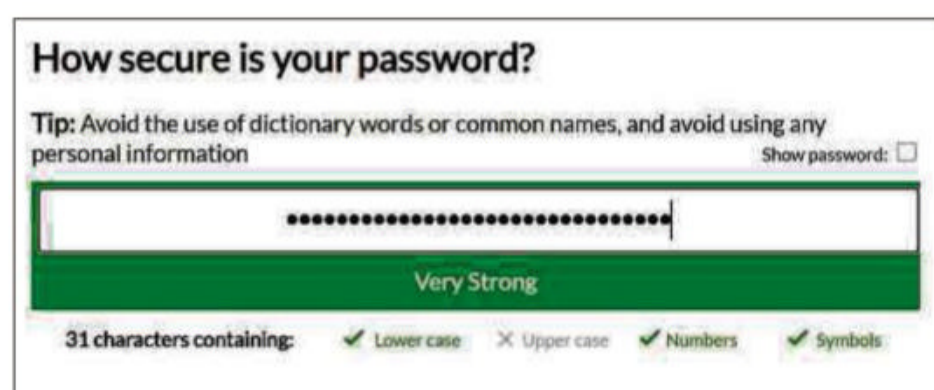 How secure is your password?
Tip: Avoid the use of dictionary words or common names, and avoid using any
personal information
Show password:
•••••••••••••••••••••••••••••••
Very Strong
31 characters containing: Lower case Upper case Numbers Symbols